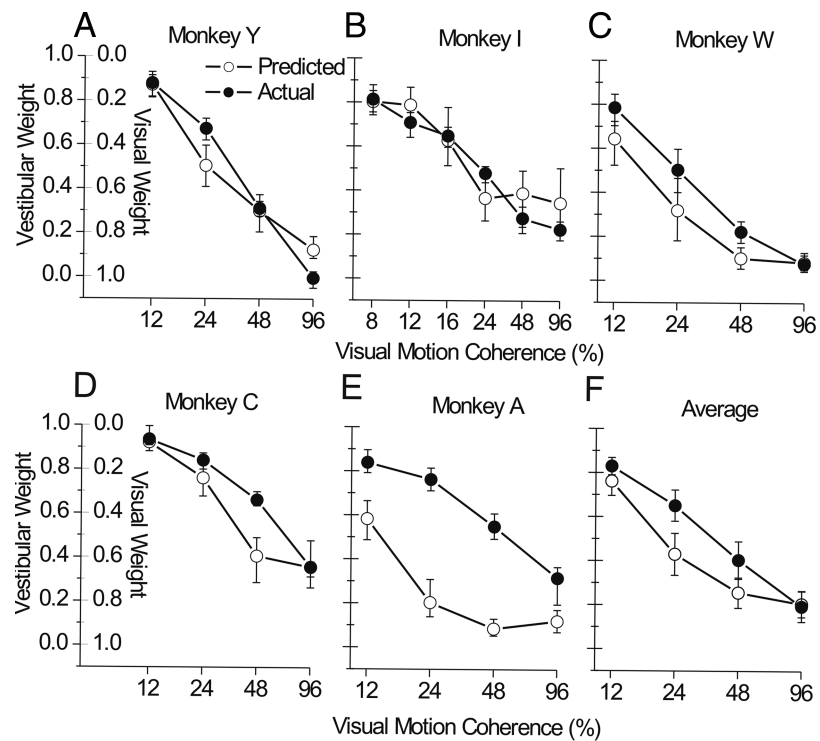 A
Monkey Y
B
Monkey I
C
Monkey W
Predicted
Actual
Vestibular Weight
1.0
0.8
0.6
0.4
0.2
0.0
0.0
0.2
0.4
0.6
0.8
1.0
Visual Weight
12 24 48 96
8 12 16 24 48 96
12 24 48 96
Visual Motion Coherence (%)
D
Monkey C
E
Monkey A
F
Average
Vestibular Weight
1.0
0.8
0.6
0.4
0.2
0.0
0.0
0.2
0.4
0.6
0.8
1.0
Visual Weight
12 24 48 96
12 24 48 96
12 24 48 96
Visual Motion Coherence (%)